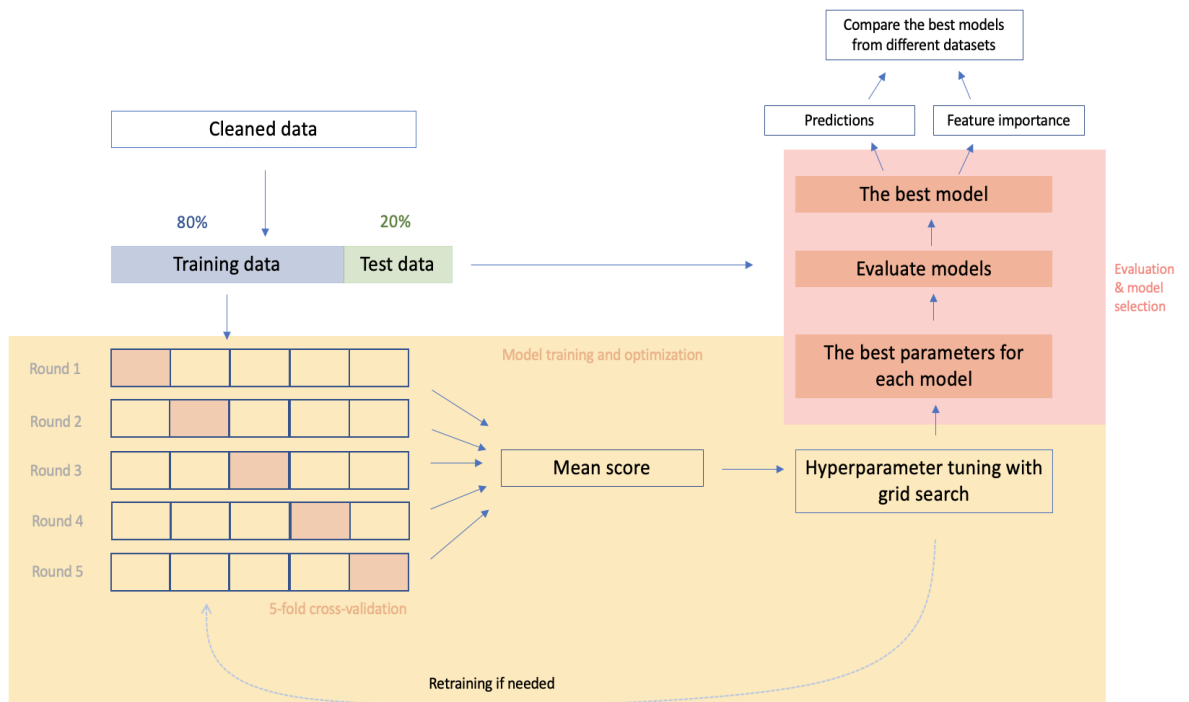 Compare the best models
from different datasets
Cleaned data
Predictions
Feature importance
The best model
80%
20%
Training data
Test data
Evaluate models
Evaluation
& model
selection
Model training and optimization
The best parameters for
each model
Round 1
Round 2
Round 3
Round 4
Round 5
Mean score
Hyperparameter tuning with
grid search
5-fold cross-validation
Retraining if needed